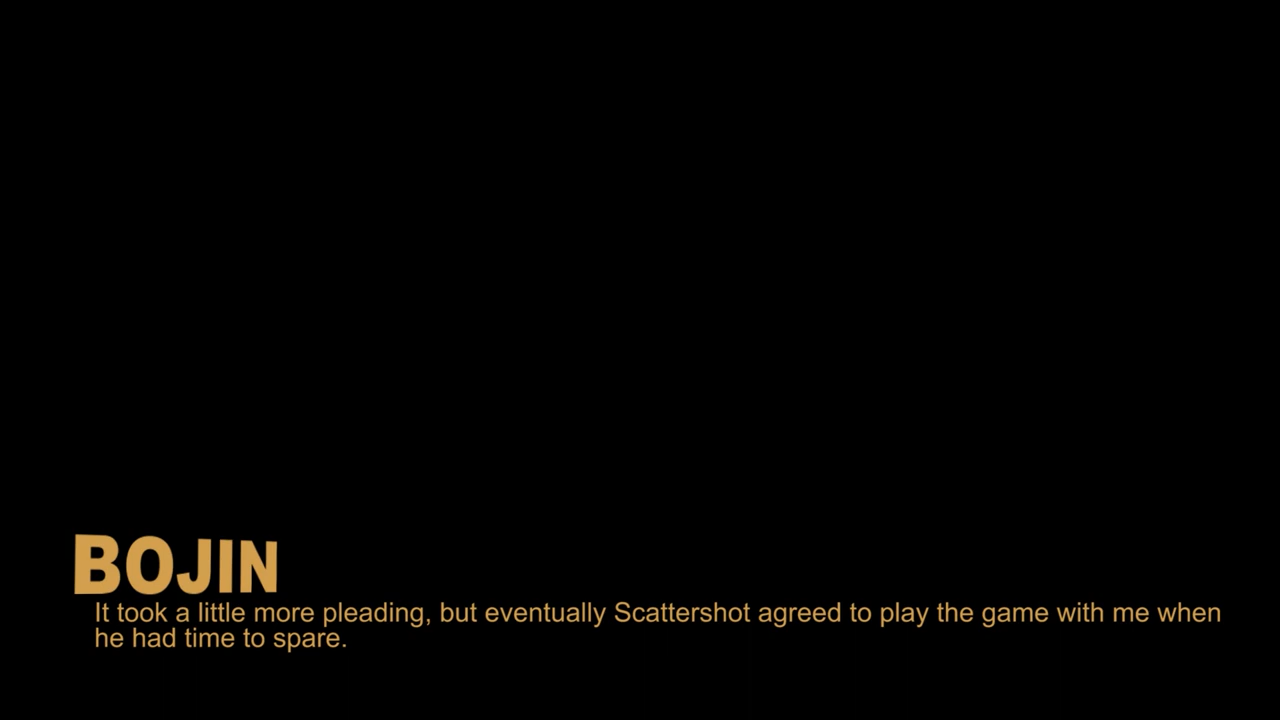 BOJIN
It took a little more pleading, but eventually Scattershot agreed to play the game with me when
he had time to spare.